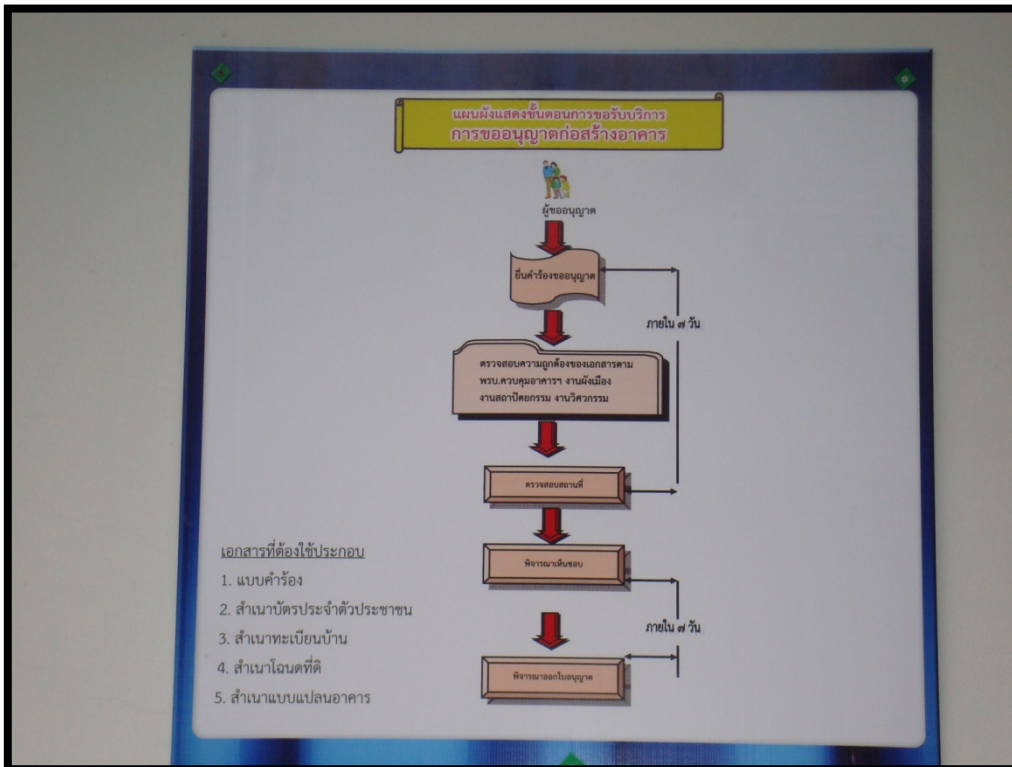 แผนผังแสดงขั้นตอนการขอรับบริการ
การขออนุญาตก่อสร้างอาคาร
ผู้ขออนุญาต
ยื่นคำร้องขออนุญาต
ภายใน ๗ วัน
ตรวจสอบความถูกต้องของเอกสารตาม
พรบ.ควบคุมอาคารฯ งานผังเมือง
งานสถาปัตยกรรม งานวิศวกรรม
ตรวจสอบสถานที่
พิจารณาเห็นชอบ
ภายใน ๗ วัน
พิจารณาออกใบอนุญาต
เอกสารที่ต้องใช้ประกอบ
1. แบบคำร้อง
2. สำเนาบัตรประจำตัวประชาชน
3. สำเนาทะเบียนบ้าน
4. สำเนาโฉนดที่ดิ
5. สำเนาแบบแปลนอาคาร